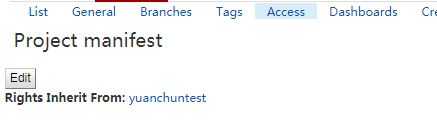 List General Branches Tags Access Dashboards
Project manifest
Edit
Rights Inherit From: yuanchuntest